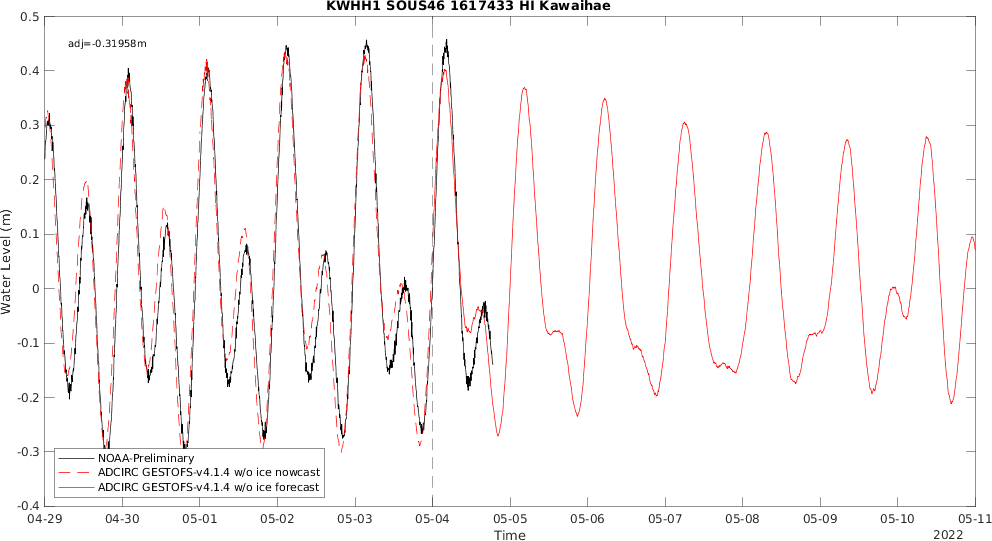 KWHH1 SOUS46 1617433 HI Kawaihae
adj=-0.31958m
0.5
0.4
0.3
0.2
0.1
0
-0.1
-0.2
-0.3
-0.4
Water Level (m)
NOAA-Preliminary
ADCIRC GESTOFS-v4.1.4 w/o ice nowcast
ADCIRC GESTOFS-v4.1.4 w/o ice forecast
04-29 04-30 05-01 05-02 05-03 05-04 05-05 05-06 05-07 05-08 05-09 05-10 05-11
Time
2022